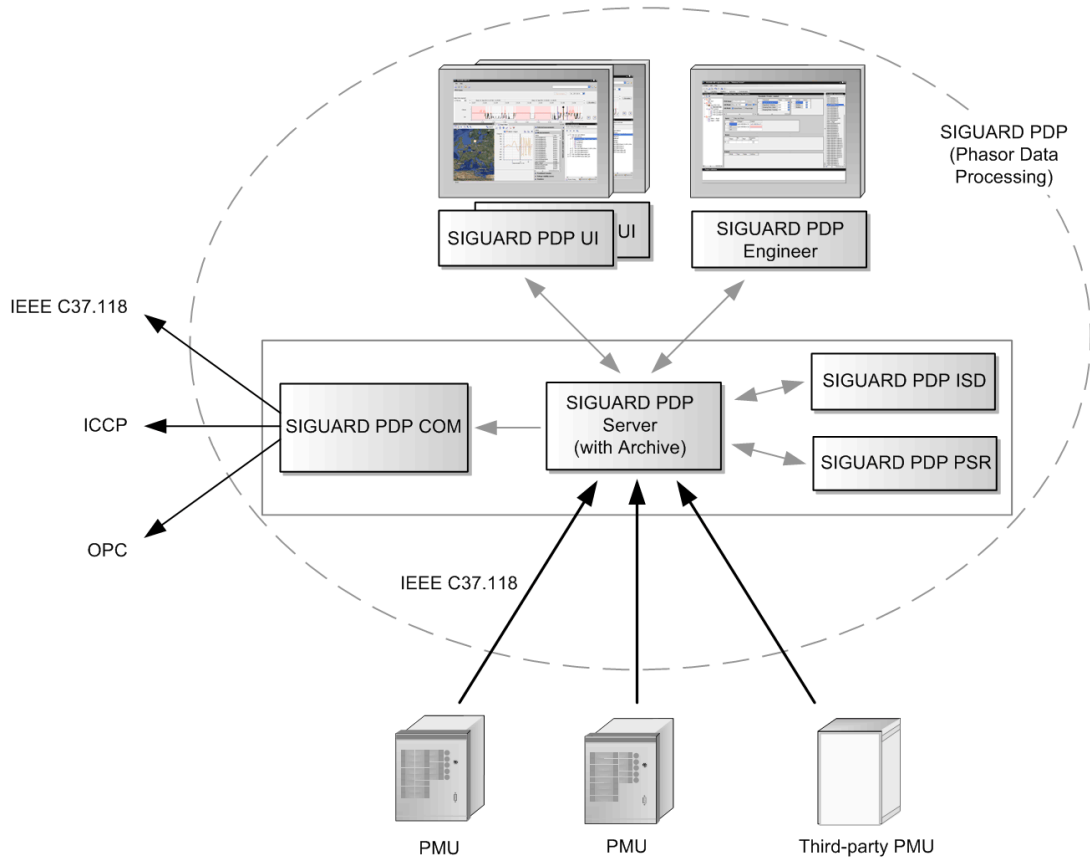 SIGUARD PDP
(Phasor Data
Processing)
SIGUARD PDP UI
UI
SIGUARD PDP
Engineer
IEEE C37.118
ICCP
OPC
SIGUARD PDP COM
SIGUARD PDP
Server
(with Archive)
SIGUARD PDP ISD
SIGUARD PDP PSR
IEEE C37.118
PMU
PMU
Third-party PMU